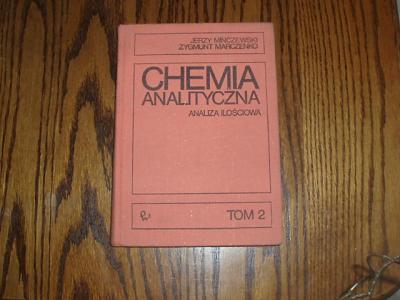 JERZY MINCZEWSKI
ZYGMUNT MARCZENKO
CHEMIA
ANALITYCZNA
ANALIZA ILOŚCIOWA
TOM 2